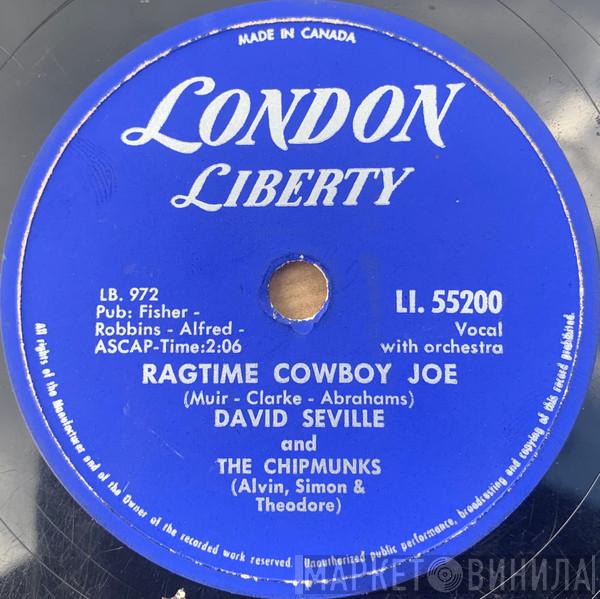 MADE IN CANADA
LONDON
LIBERTY
LB. 972
Pub: Fisher -
Robbins - Alfred -
ASCAP-Time:2:06
LI. 55200
Vocal
with orchestra
RAGTIME COWBOY JOE
(Muir - Clarke - Abrahams)
DAVID SEVILLE
and
THE CHIPMUNKS
(Alvin, Simon &
Theodore)
All rights of the Manufacturer and of the Owner of the recorded work reserved. Unauthorized public performance, broadcasting and copying of this record prohibited.
МАРКЕТ ВИНИЛА